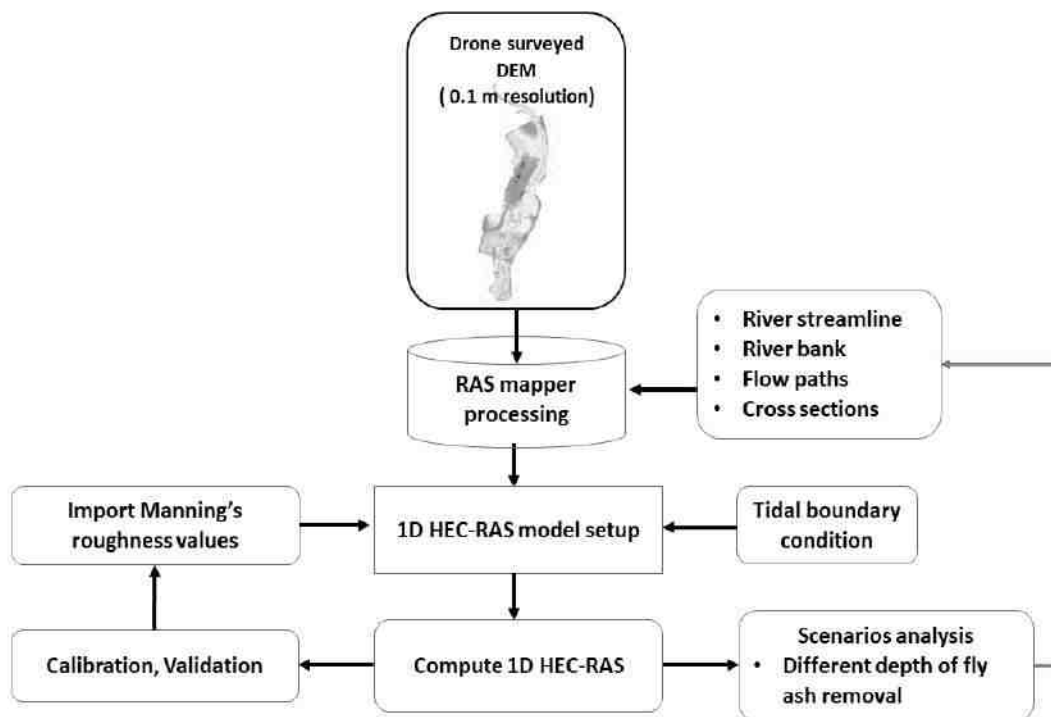 Drone surveyed
DEM
( 0.1 m resolution)
• River streamline
• River bank
• Flow paths
• Cross sections
RAS mapper
processing
Import Manning's
roughness values
1D HEC-RAS model setup
Tidal boundary
condition
Calibration, Validation
Compute 1D HEC-RAS
Scenarios analysis
• Different depth of fly
ash removal